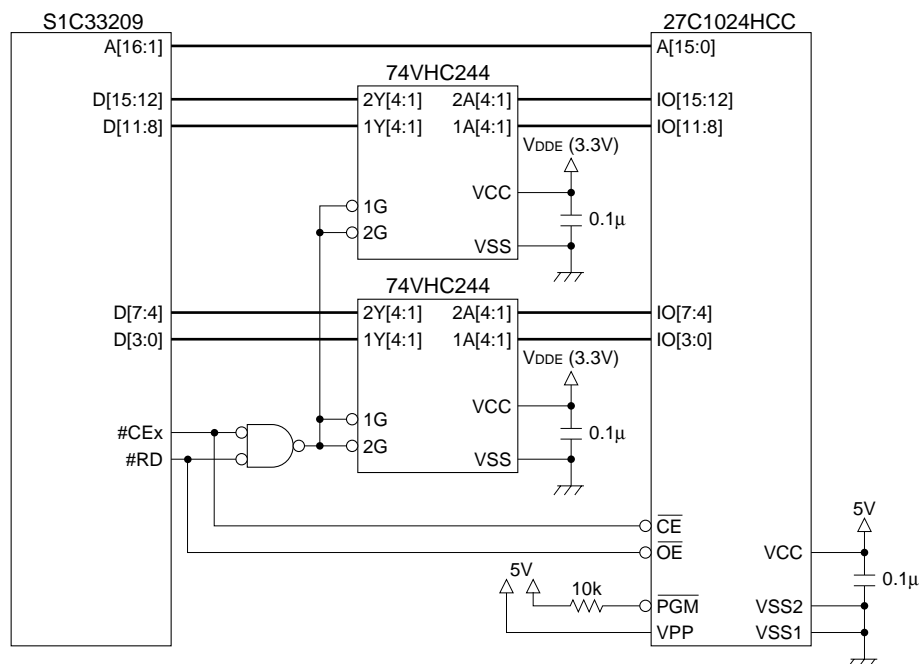 S1C33209 27C1024HCC
A[16:1] A[15:0]
74VHC244
D[15:12] 2Y[4:1] 2A[4:1] IO[15:12]
D[11:8] 1Y[4:1] 1A[4:1] IO[11:8]
VDDE (3.3V)
VCC
1G 0.1μ
2G VSS
74VHC244
D[7:4] 2Y[4:1] 2A[4:1] IO[7:4]
D[3:0] 1Y[4:1] 1A[4:1] IO[3:0]
VDDE (3.3V)
VCC
1G
#CEx 0.1μ
2G
#RD VSS
5V
CE
OE VCC
5V 0.1μ
10k
PGM VSS2
VPP VSS1